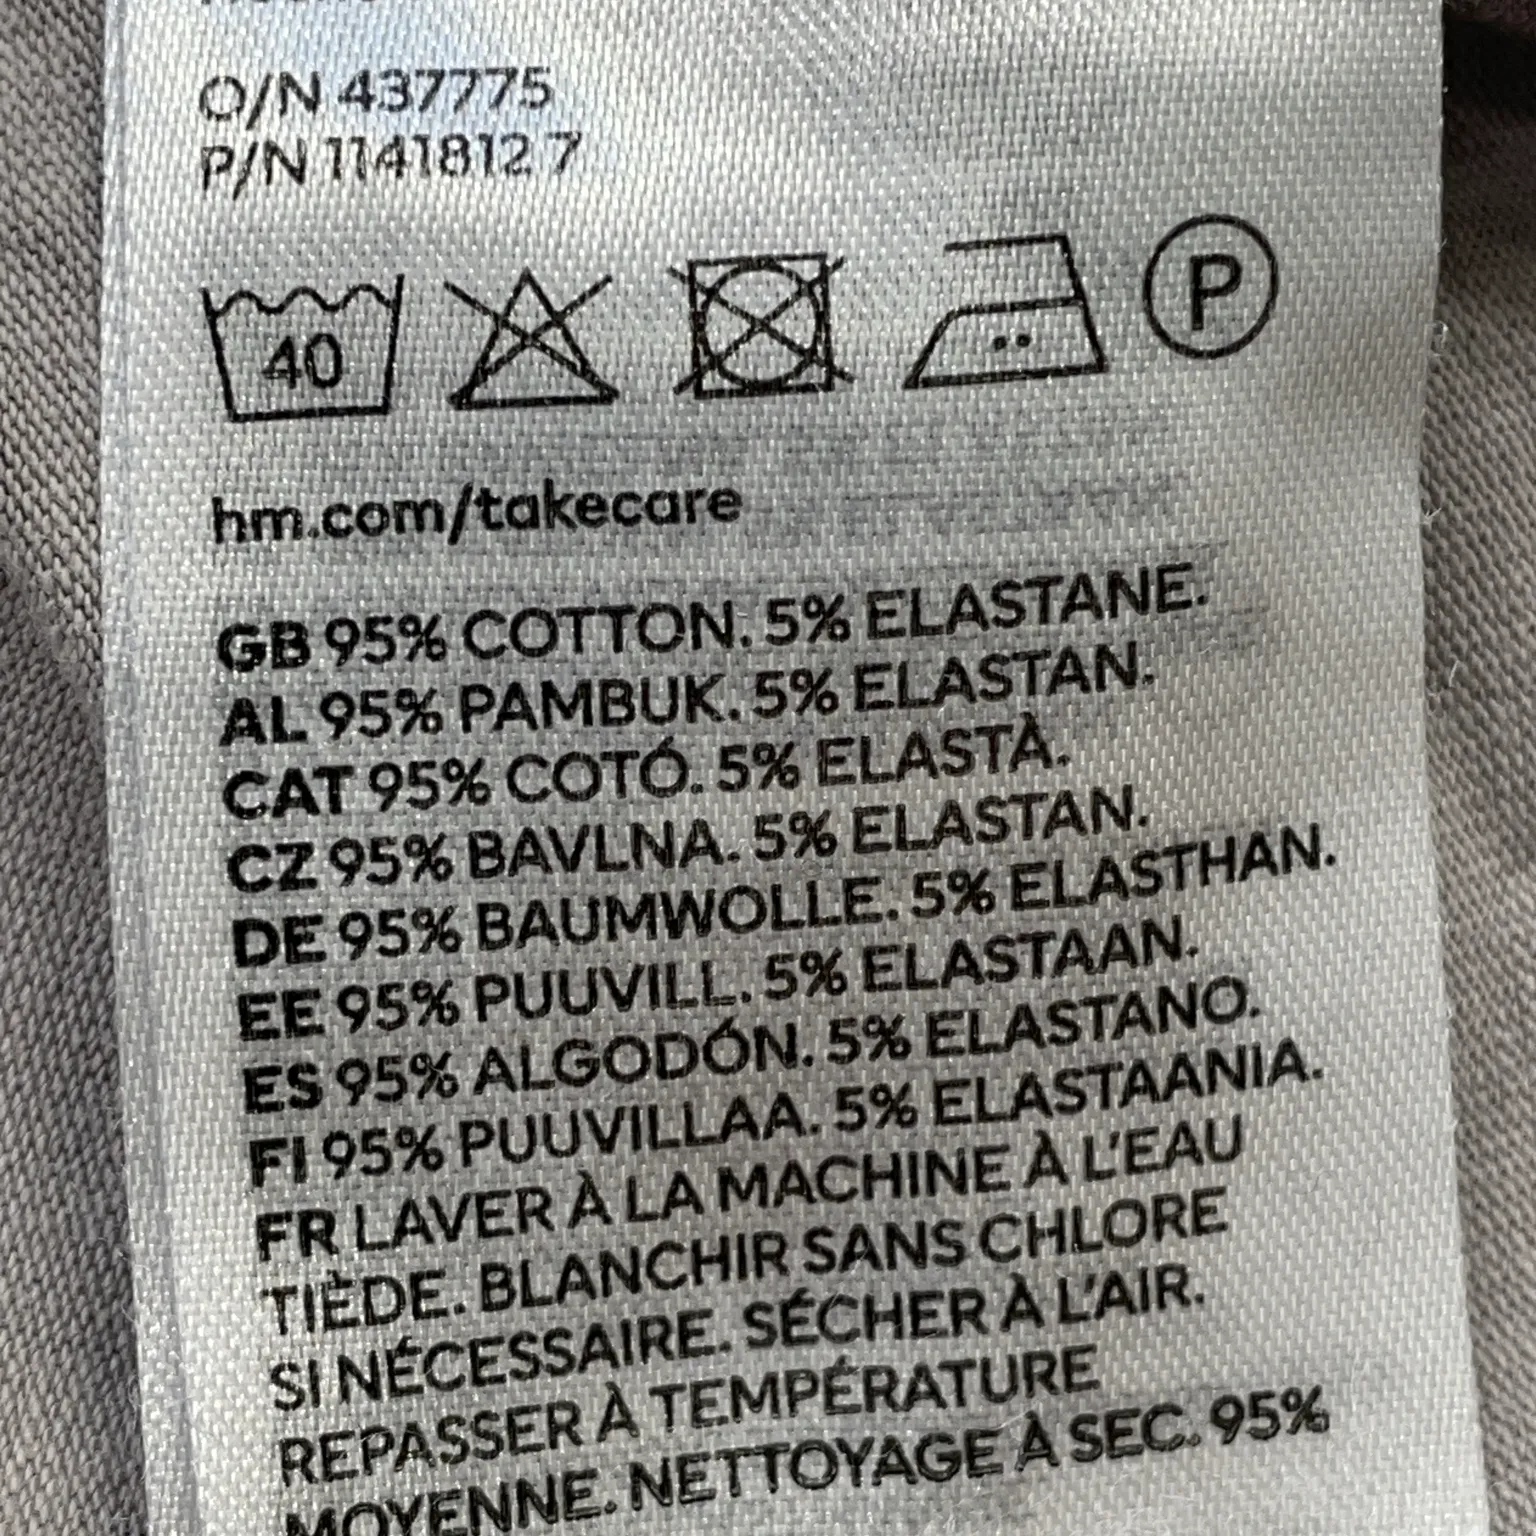 O/N 437775
P/N 1141812 7
40
P
hm.com/takecare
GB 95% COTTON. 5% ELASTANE.
AL 95% PAMBUK. 5% ELASTAN.
CAT 95% COTÓ. 5% ELASTÀ.
CZ 95% BAVLNA. 5% ELASTAN.
DE 95% BAUMWOLLE. 5% ELASTHAN.
EE 95% PUUVILL. 5% ELASTAAN.
ES 95% ALGODÓN. 5% ELASTANO.
FI 95% PUUVILLAA. 5% ELASTAANIA.
FR LAVER À LA MACHINE À L'EAU
TIÈDE. BLANCHIR SANS CHLORE
SI NÉCESSAIRE. SÉCHER À L'AIR.
REPASSER À TEMPÉRATURE
MOYENNE. NETTOYAGE À SEC. 95%